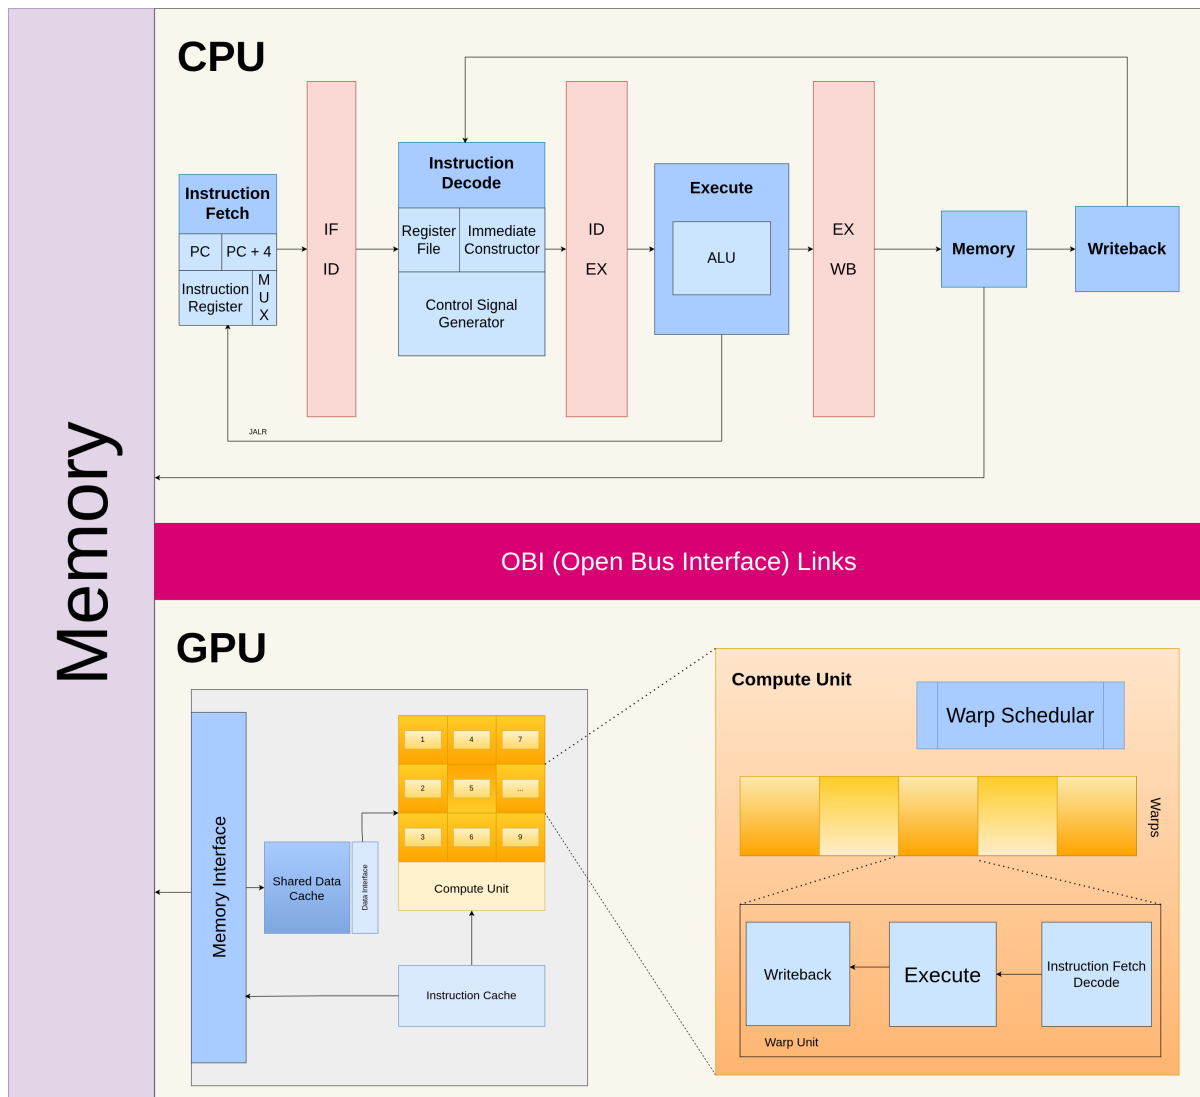 Memory
CPU
Instruction
Fetch
PC
PC + 4
Instruction
Register
M
U
X
IF
ID
Instruction
Decode
Register
File
Immediate
Constructor
Control Signal
Generator
ID
EX
Execute
ALU
EX
WB
Memory
Writeback
JALR
OBI (Open Bus Interface) Links
GPU
Memory Interface
Shared Data
Cache
Data Interface
1
4
7
2
5
...
3
6
9
Compute Unit
Instruction Cache
Compute Unit
Warp Schedular
Warps
Writeback
Execute
Instruction Fetch
Decode
Warp Unit